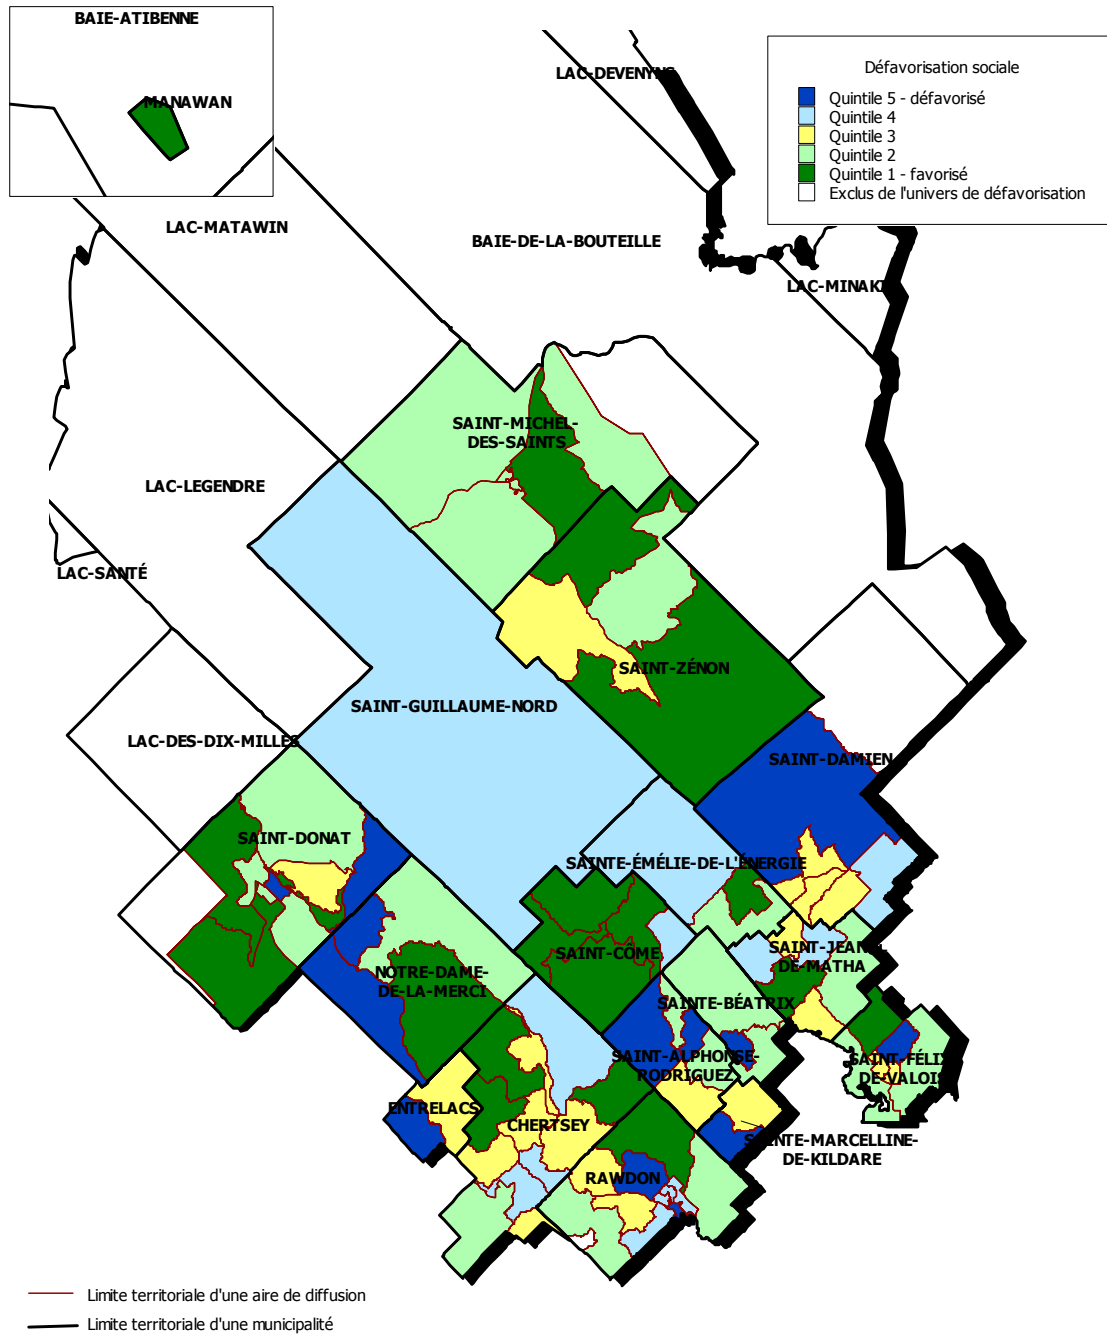 BAIE-ATIBENNE
MANAWAN
LAC-DEVENYNS
Défavorisation sociale
Quintile 5 - défavorisé
Quintile 4
Quintile 3
Quintile 2
Quintile 1 - favorisé
Exclus de l'univers de défavorisation
LAC-MATAWIN
BAIE-DE-LA-BOUTEILLE
LAC-MINAKI
SAINT-MICHEL-
DES-SAINTS
LAC-LEGENDRE
LAC-SANTÉ
SAINT-ZÉNON
SAINT-GUILLAUME-NORD
LAC-DES-DIX-MILLES
SAINT-DAMIEN
SAINT-DONAT
SAINTE-ÉMÉLIE-DE-L'ÉNERGIE
SAINT-CÔME
SAINT-JEAN-
DE-MATHA
NOTRE-DAME-
DE-LA-MERCI
SAINTE-BÉATRIX
SAINT-ALPHONSE-
RODRIGUEZ
SAINT-FÉLIX-
DE-VALOIS
ENTRELACS
CHERTSEY
SAINTE-MARCELLINE-
DE-KILDARE
RAWDON
Limite territoriale d'une aire de diffusion
Limite territoriale d'une municipalité